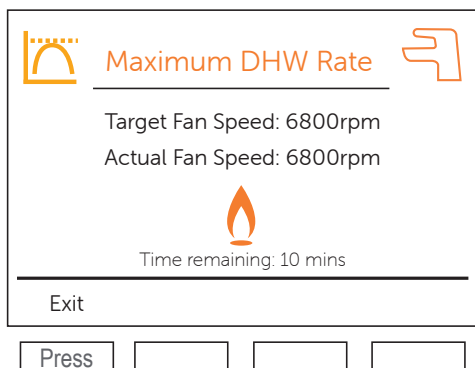 Maximum DHW Rate
Target Fan Speed: 6800rpm
Actual Fan Speed: 6800rpm
Time remaining: 10 mins
Exit
Press